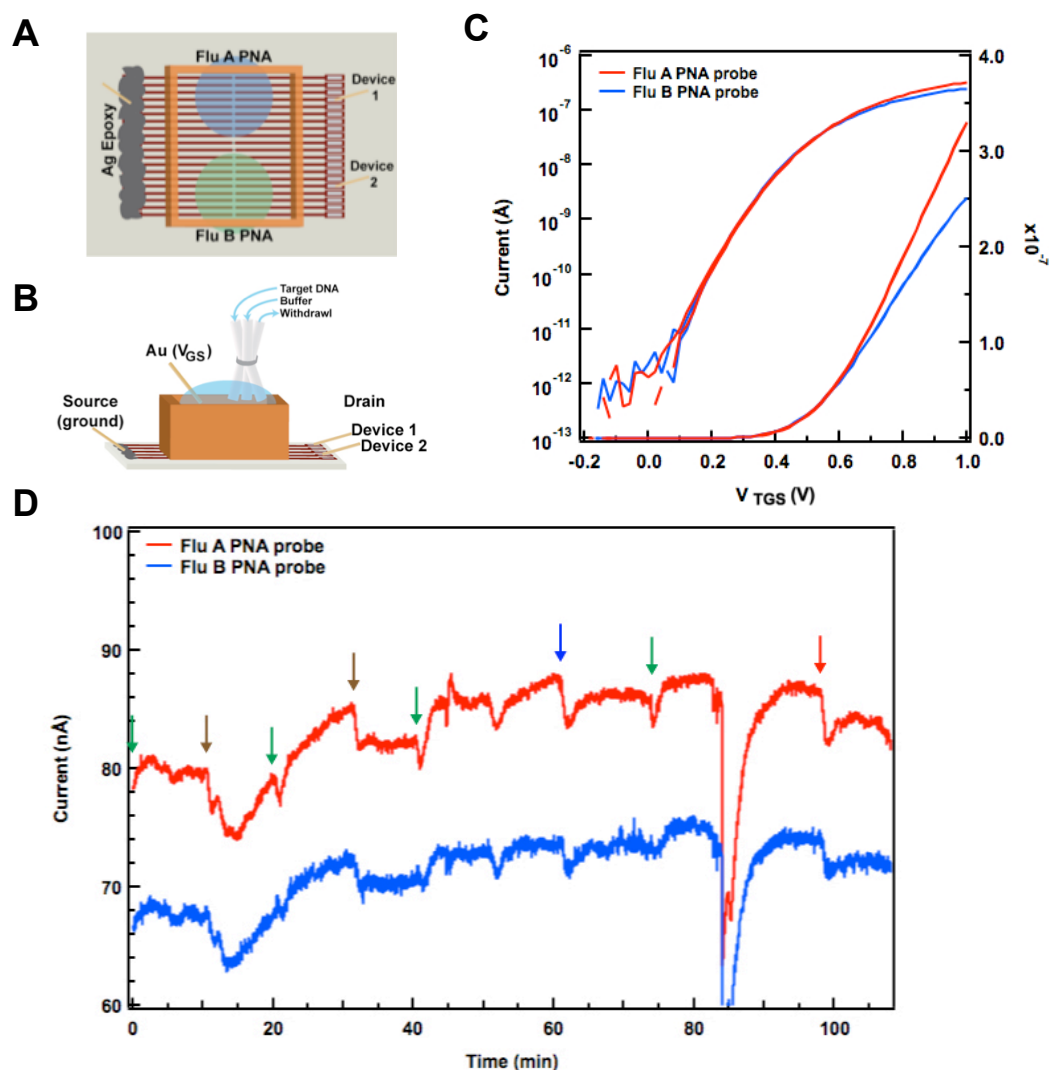 A
Flu A PNA
Device
1
Ag Epoxy
Device
2
Flu B PNA
B
Target DNA
Buffer
Withdrawl
Au (VGS)
Source
(ground)
Drain
Device 1
Device 2
C
Flu A PNA probe
Flu B PNA probe
Current (Å)
10-6
10-7
10-8
10-9
10-10
10-11
10-12
10-13
4.0
3.0
2.0
1.0
0.0
x10-7
-0.2
0.0
0.2
0.4
0.6
0.8
1.0
V TGS (V)
D
Flu A PNA probe
Flu B PNA probe
Current (nÅ)
100
90
80
70
60
0
20
40
60
80
100
Time (min)